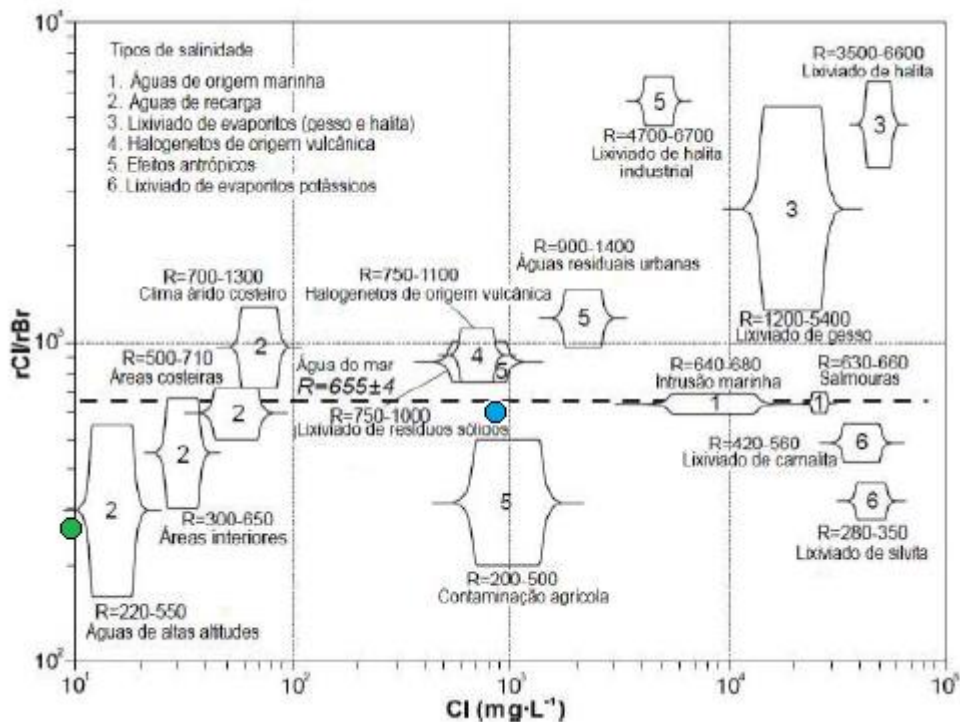 10⁴
Tipos de salinidade
1. Águas de origem marinha
2. Águas de recarga
3. Lixiviado de evaporitos (gesso e halita)
4. Halogenetos de origem vulcânica
5. Efeitos antrópicos
6. Lixiviado de evaporitos potássicos
R=3500-6600
Lixiviado de halita
5
3
R=4700-6700
Lixiviado de halita
industrial
3
R=900-1400
Águas residuais urbanas
R=700-1300
Clima árido costeiro
R=750-1100
Halogenetos de origem vulcânica
5
R=1200-5400
Lixiviado de gesso
rCl/rBr
10³
2
R=500-710
Áreas costeiras
Água do mar
R=655±4
4
5
R=640-680
Intrusão marinha
R=630-660
Salmouras
2
R=750-1000
Lixiviado de resíduos sólidos
1
1
2
R=420-560
Lixiviado de carnalita
6
2
5
6
R=300-650
Áreas interiores
R=280-350
Lixiviado de silvita
R=200-500
Contaminação agrícola
R=220-550
Águas de altas altitudes
10²
10¹
10²
10³
10⁴
10⁵
Cl (mg·L⁻¹)